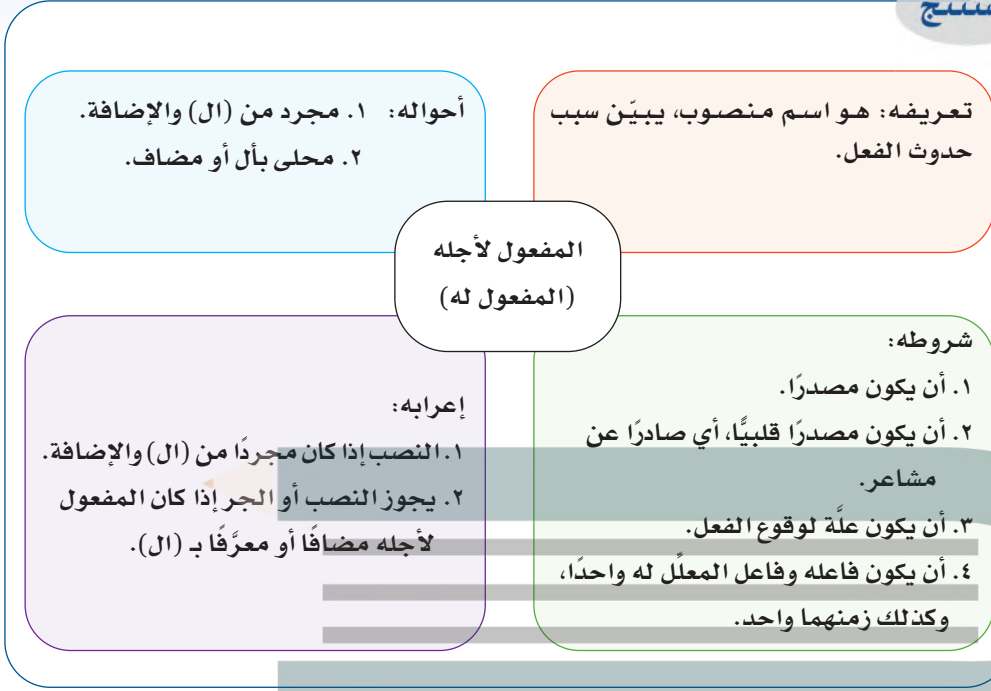 تعريفه: هو اسم منصوب، يبيّن سبب
حدوث الفعل.
أحواله: ١. مجرد من (ال) والإضافة.
٢. محلى بأل أو مضاف.
المفعول لأجله
(المفعول له)
شروطه:
١. أن يكون مصدرًا.
٢. أن يكون مصدرًا قلبيًّا، أي صادرًا عن
مشاعر.
٣. أن يكون علَّة لوقوع الفعل.
٤. أن يكون فاعله وفاعل المعلَّل له واحدًا،
وكذلك زمنهما واحد.
إعرابه:
١. النصب إذا كان مجردًا من (ال) والإضافة.
٢. يجوز النصب أو الجر إذا كان المفعول
لأجله مضافًا أو معرَّفًا بـ (ال).